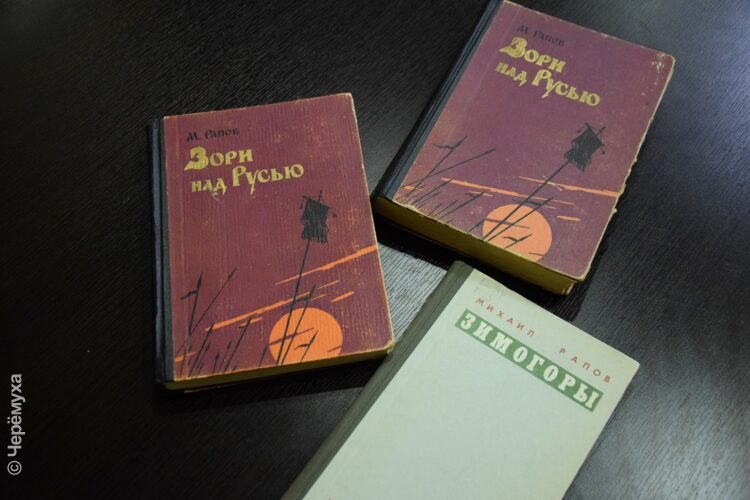 М. Рапов
Зори
над Русью
М. Рапов
Зори
над Русью
МИХАИЛ РАПОВ
ЗИМОГОРЫ
© Черёмуха